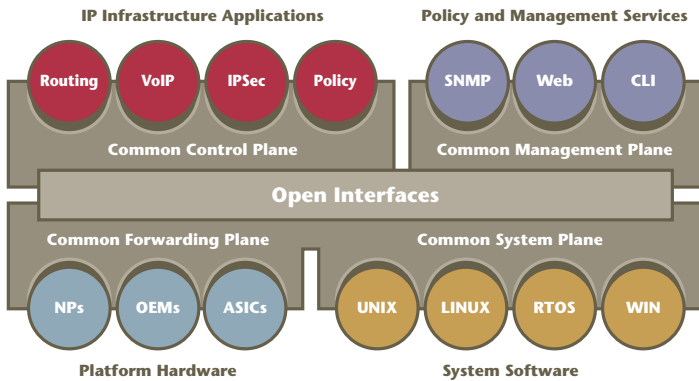 IP Infrastructure Applications
Policy and Management Services
Routing
VoIP
IPSec
Policy
SNMP
Web
CLI
Common Control Plane
Common Management Plane
Open Interfaces
Common Forwarding Plane
Common System Plane
NPs
OEMs
ASICs
UNIX
LINUX
RTOS
WIN
Platform Hardware
System Software